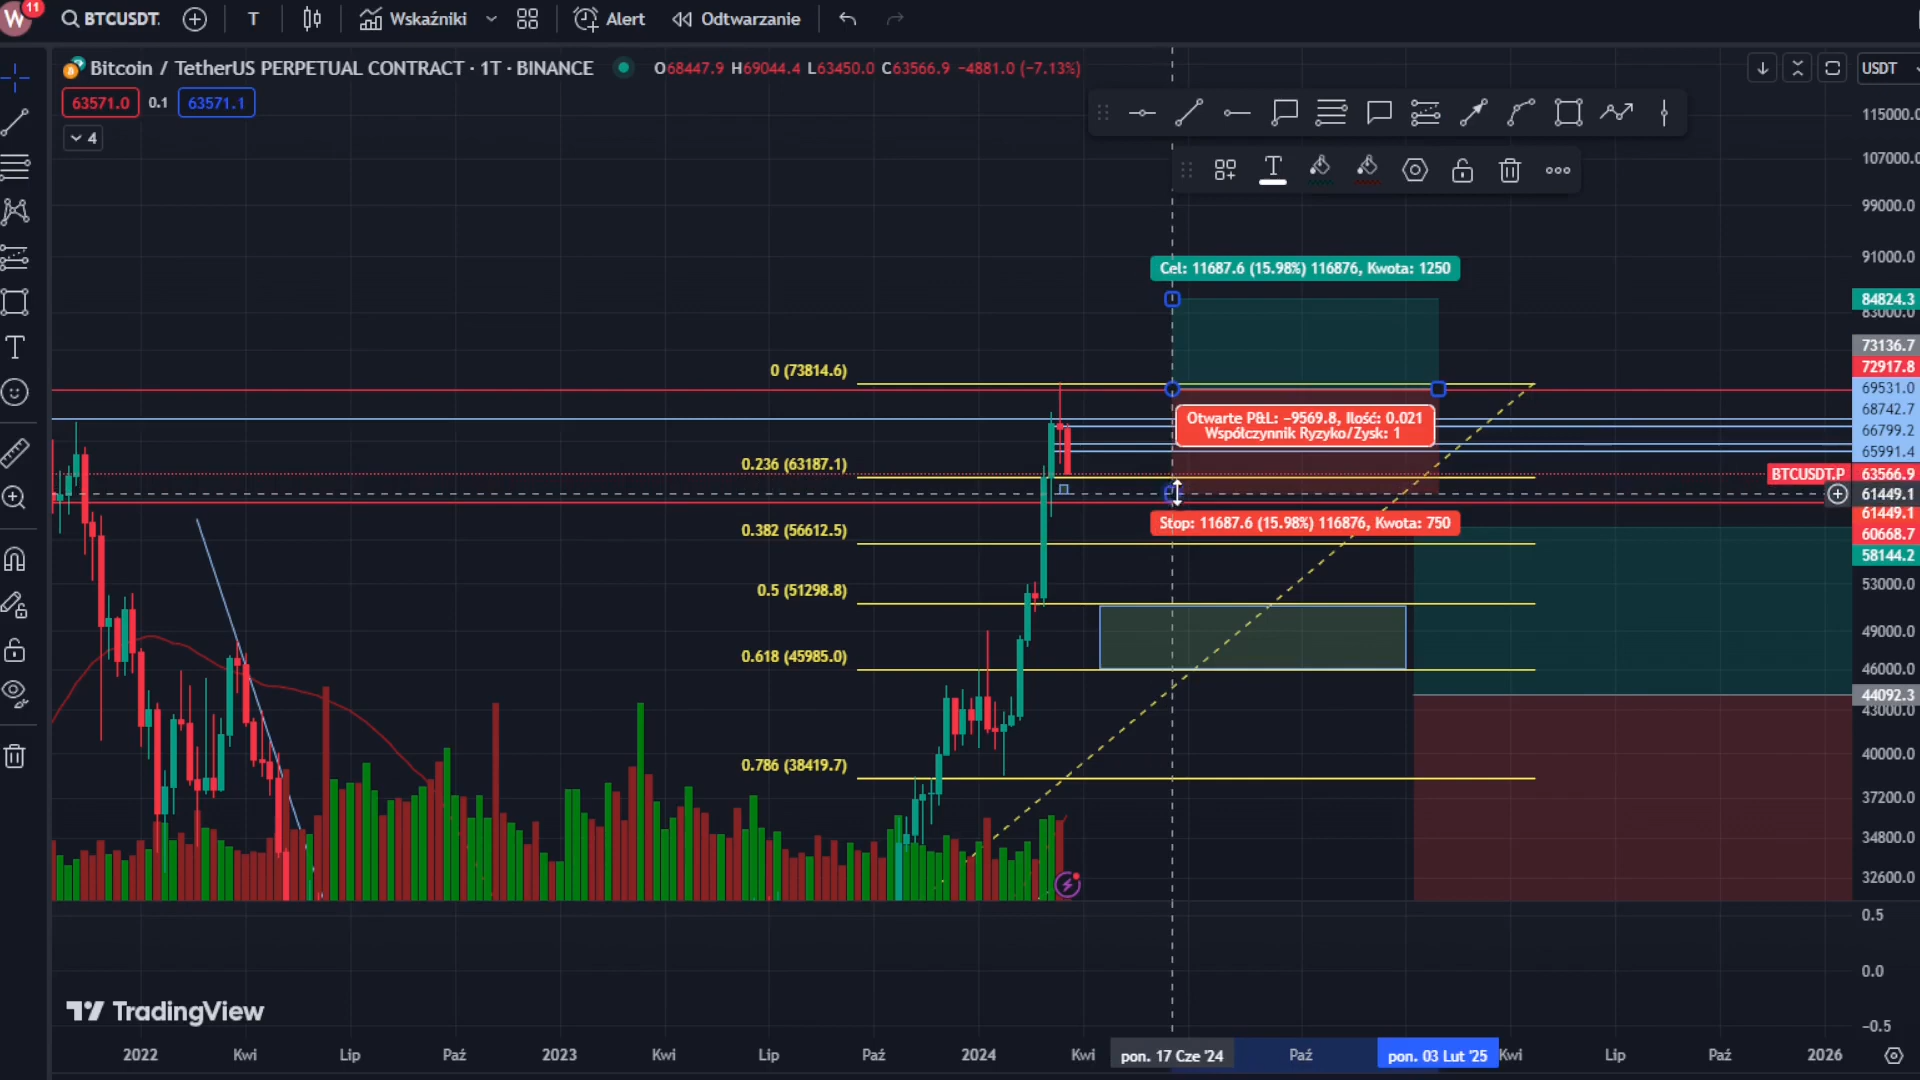 W
11
BTCUSDT.
T
Wskaźniki
Alert
Odtwarzanie
Bitcoin / TetherUS PERPETUAL CONTRACT · 1T · BINANCE
O68447.9 H69044.4 L63450.0 C63566.9 −4881.0 (−7.13%)
USDT
63571.0 0.1 63571.1
4
T
T
Cel: 11687.6 (15.98%) 116876, Kwota: 1250
0 (73814.6)
Otwarte P&L: −9569.8, Ilość: 0.021
Współczynnik Ryzyko/Zysk: 1
0.236 (63187.1)
Stop: 11687.6 (15.98%) 116876, Kwota: 750
0.382 (56612.5)
0.5 (51298.8)
0.618 (45985.0)
0.786 (38419.7)
115000.0
107000.0
99000.0
91000.0
84824.3
83000.0
73136.7
72917.8
69531.0
68742.7
66799.2
65991.4
BTCUSDT.P 63566.9
61449.1
61449.1
60668.7
58144.2
53000.0
49000.0
46000.0
44092.3
43000.0
40000.0
37200.0
34800.0
32600.0
0.5
0.0
−0.5
TradingView
2022 Kwi Lip Paź 2023 Kwi Lip Paź 2024 Kwi pon. 17 Cze '24 Paź pon. 03 Lut '25 Kwi Lip Paź 2026